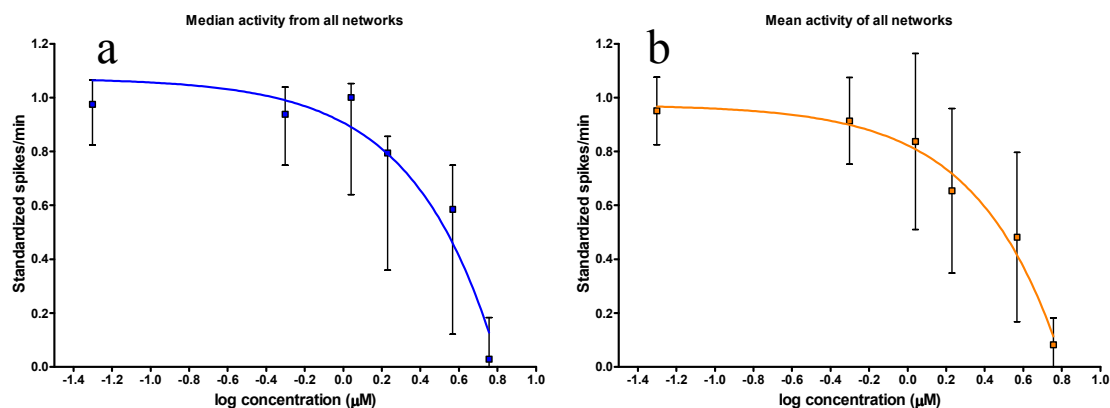 Median activity from all networks
a
Standardized spikes/min
1.2
1.0
0.8
0.6
0.4
0.2
0.0
-1.4 -1.2 -1.0 -0.8 -0.6 -0.4 -0.2 0.0 0.2 0.4 0.6 0.8 1.0
log concentration (µM)
Mean activity of all networks
b
Standardized spikes/min
1.2
1.0
0.8
0.6
0.4
0.2
0.0
-1.4 -1.2 -1.0 -0.8 -0.6 -0.4 -0.2 0.0 0.2 0.4 0.6 0.8 1.0
log concentration (µM)